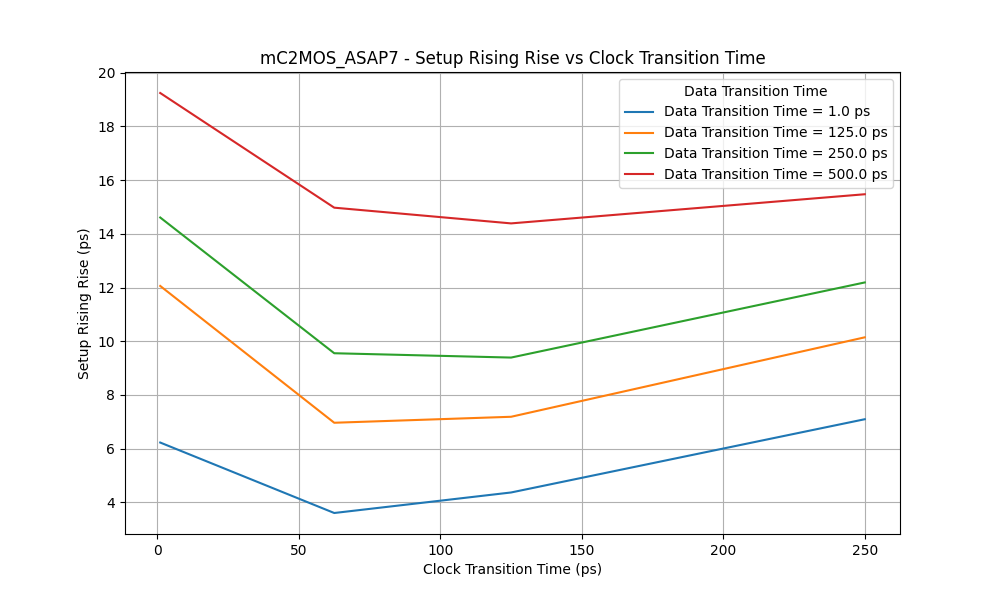 mC2MOS_ASAP7 - Setup Rising Rise vs Clock Transition Time
Data Transition Time
Data Transition Time = 1.0 ps
Data Transition Time = 125.0 ps
Data Transition Time = 250.0 ps
Data Transition Time = 500.0 ps
Setup Rising Rise (ps)
20
18
16
14
12
10
8
6
4
0
50
100
150
200
250
Clock Transition Time (ps)